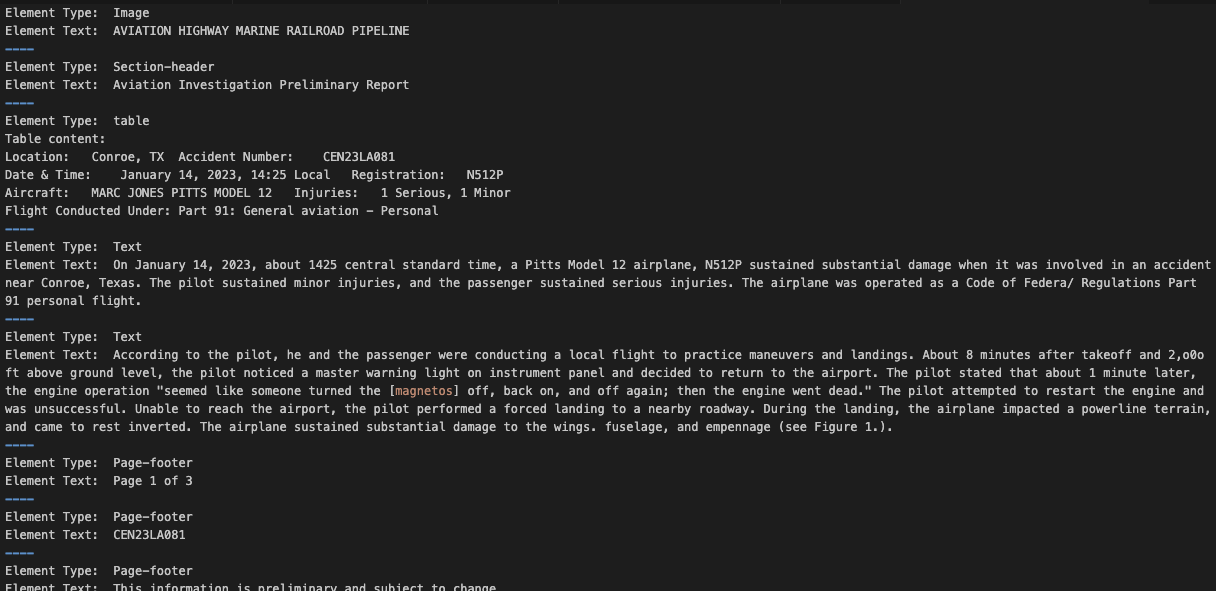 Element Type:  Image
Element Text:  AVIATION HIGHWAY MARINE RAILROAD PIPELINE
----
Element Type:  Section-header
Element Text:  Aviation Investigation Preliminary Report
----
Element Type:  table
Table content:
Location:   Conroe, TX  Accident Number:    CEN23LA081
Date & Time:    January 14, 2023, 14:25 Local   Registration:   N512P
Aircraft:   MARC JONES PITTS MODEL 12   Injuries:   1 Serious, 1 Minor
Flight Conducted Under: Part 91: General aviation - Personal
----
Element Type:  Text
Element Text:  On January 14, 2023, about 1425 central standard time, a Pitts Model 12 airplane, N512P sustained substantial damage when it was involved in an accident
near Conroe, Texas. The pilot sustained minor injuries, and the passenger sustained serious injuries. The airplane was operated as a Code of Federa/ Regulations Part
91 personal flight.
----
Element Type:  Text
Element Text:  According to the pilot, he and the passenger were conducting a local flight to practice maneuvers and landings. About 8 minutes after takeoff and 2,o0o
ft above ground level, the pilot noticed a master warning light on instrument panel and decided to return to the airport. The pilot stated that about 1 minute later,
the engine operation "seemed like someone turned the [magnetos] off, back on, and off again; then the engine went dead." The pilot attempted to restart the engine and
was unsuccessful. Unable to reach the airport, the pilot performed a forced landing to a nearby roadway. During the landing, the airplane impacted a powerline terrain,
and came to rest inverted. The airplane sustained substantial damage to the wings. fuselage, and empennage (see Figure 1.).
----
Element Type:  Page-footer
Element Text:  Page 1 of 3
----
Element Type:  Page-footer
Element Text:  CEN23LA081
----
Element Type:  Page-footer
Element Text:  This information is preliminary and subject to change